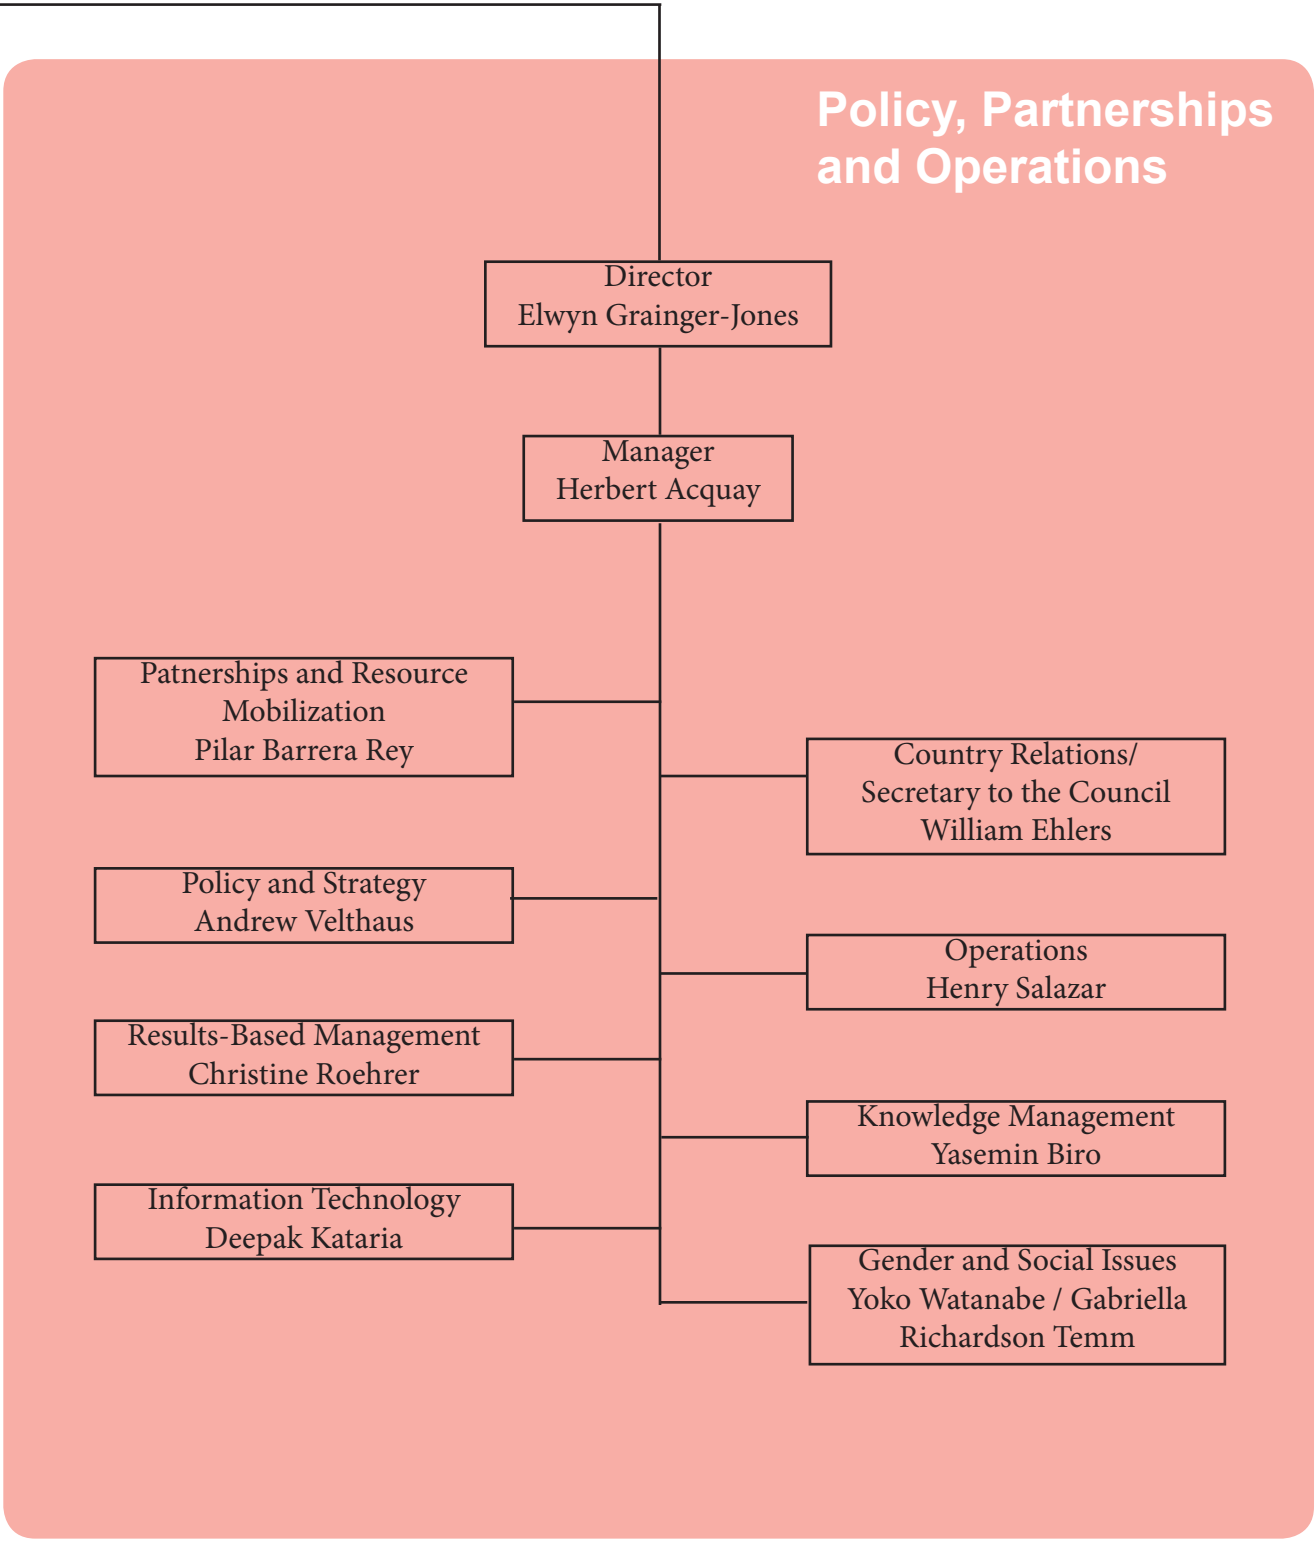 Policy, Partnerships
and Operations
Director
Elwyn Grainger-Jones
Manager
Herbert Acquay
Patnerships and Resource
Mobilization
Pilar Barrera Rey
Country Relations/
Secretary to the Council
William Ehlers
Policy and Strategy
Andrew Velthaus
Operations
Henry Salazar
Results-Based Management
Christine Roehrer
Knowledge Management
Yasemin Biro
Information Technology
Deepak Kataria
Gender and Social Issues
Yoko Watanabe / Gabriella
Richardson Temm